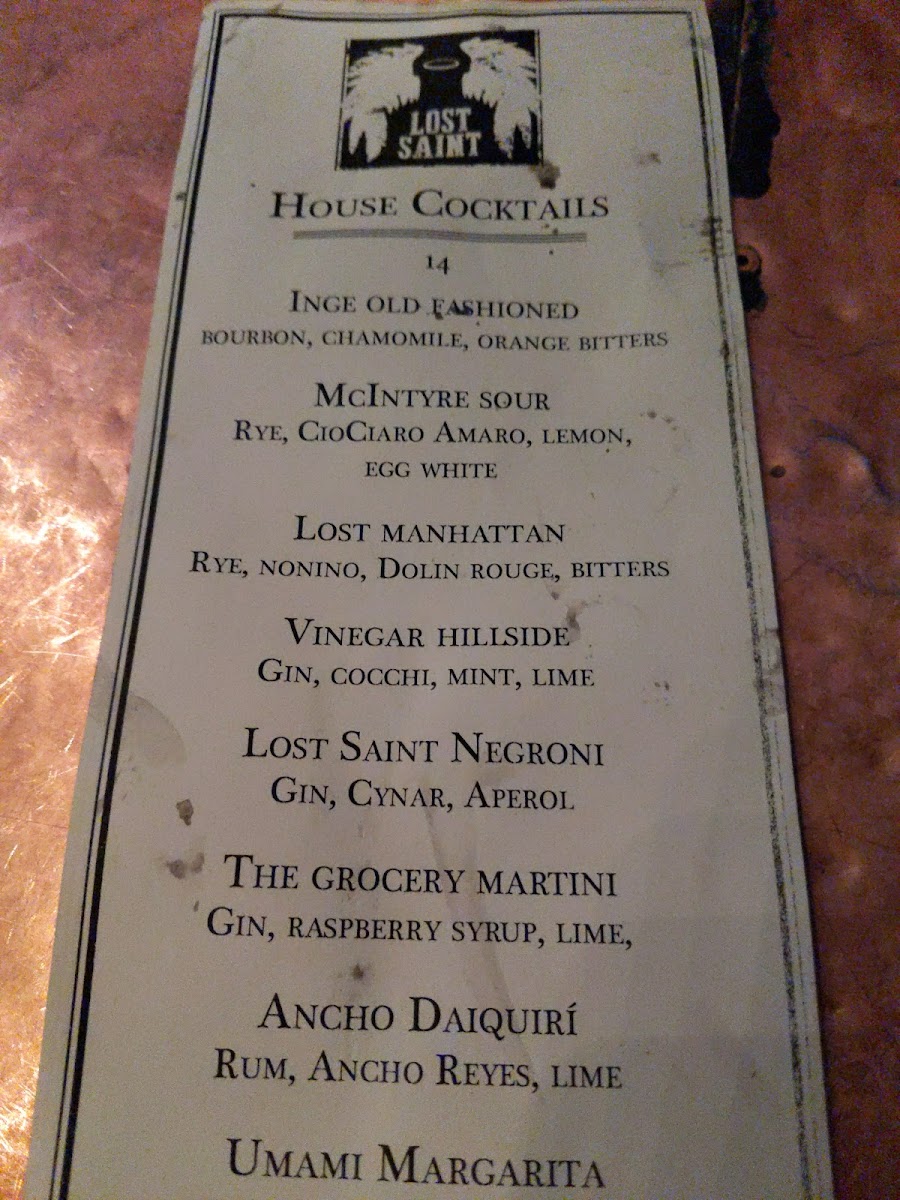 LOST
SAINT
HOUSE COCKTAILS
14
INGE OLD FASHIONED
BOURBON, CHAMOMILE, ORANGE BITTERS
MCINTYRE SOUR
RYE, CIOCIARO AMARO, LEMON,
EGG WHITE
LOST MANHATTAN
RYE, NONINO, DOLIN ROUGE, BITTERS
VINEGAR HILLSIDE
GIN, COCCHI, MINT, LIME
LOST SAINT NEGRONI
GIN, CYNAR, APEROL
THE GROCERY MARTINI
GIN, RASPBERRY SYRUP, LIME,
ANCHO DAIQUIRÍ
RUM, ANCHO REYES, LIME
UMAMI MARGARITA